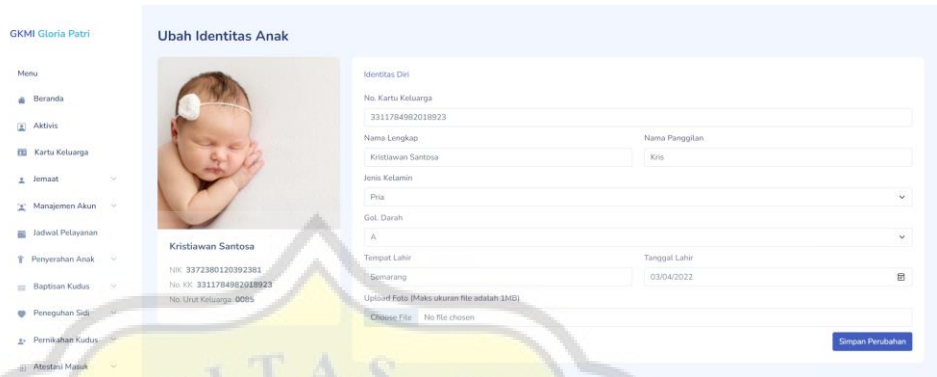 GKMI Gloria Patri
Menu
Beranda
Aktivis
Kartu Keluarga
Jemaat
Manajemen Akun
Jadwal Pelayanan
Penyerahan Anak
Baptisan Kudus
Peneguhan Sidi
Pernikahan Kudus
Atestasi Masuk
Ubah Identitas Anak
Kristiawan Santosa
NIK: 3372380120392381
No. KK: 3311784982018923
No. Urut Keluarga: 0085
Identitas Diri
No. Kartu Keluarga
3311784982018923
Nama Lengkap
Nama Panggilan
Kristiawan Santosa
Kris
Jenis Kelamin
Pria
Gol. Darah
A
Tempat Lahir
Tanggal Lahir
Semarang
03/04/2022
Upload Foto (Maks ukuran file adalah 1MB)
Choose File No file chosen
Simpan Perubahan
I T A S